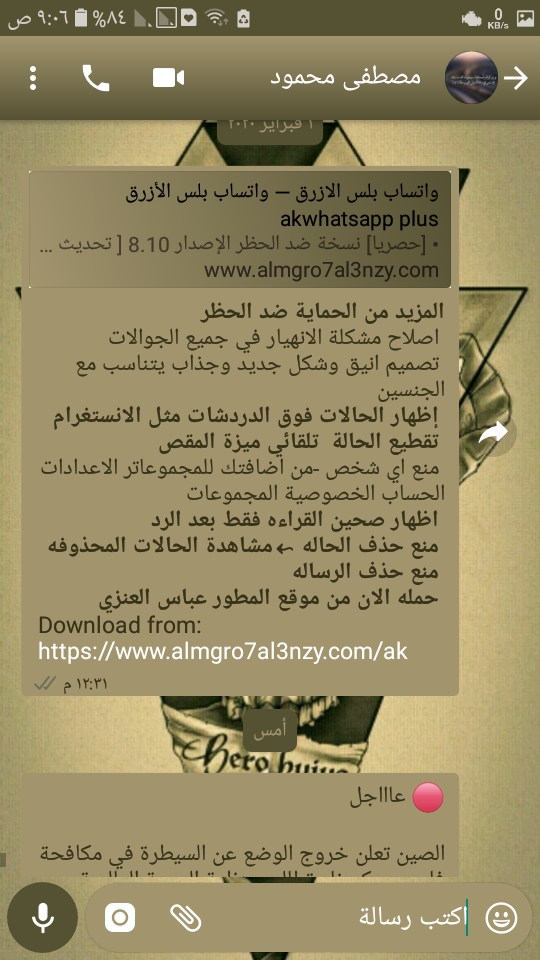 ٩:٠٦ ص
٨٤%
0
KB/s
مصطفى محمود
١ فبراير ٢٠٢٠
واتساب بلس الازرق — واتساب بلس الأزرق
akwhatsapp plus
• [حصريا] نسخة ضد الحظر الإصدار 8.10 [ تحديث ...
www.almgro7al3nzy.com
المزيد من الحماية ضد الحظر
اصلاح مشكلة الانهيار في جميع الجوالات
تصميم انيق وشكل جديد وجذاب يتناسب مع
الجنسين
إظهار الحالات فوق الدردشات مثل الانستغرام
تقطيع الحالة تلقائي ميزة المقص
منع اي شخص -من اضافتك للمجموعاتر الاعدادات
الحساب الخصوصية المجموعات
اظهار صحين القراءه فقط بعد الرد
منع حذف الحاله ↜مشاهدة الحالات المحذوفه
منع حذف الرساله
حمله الان من موقع المطور عباس العنزي
Download from:
https://www.almgro7al3nzy.com/ak
١٢:٣١ م
أمس
عااااجل
الصين تعلن خروج الوضع عن السيطرة في مكافحة
اكتب رسالة